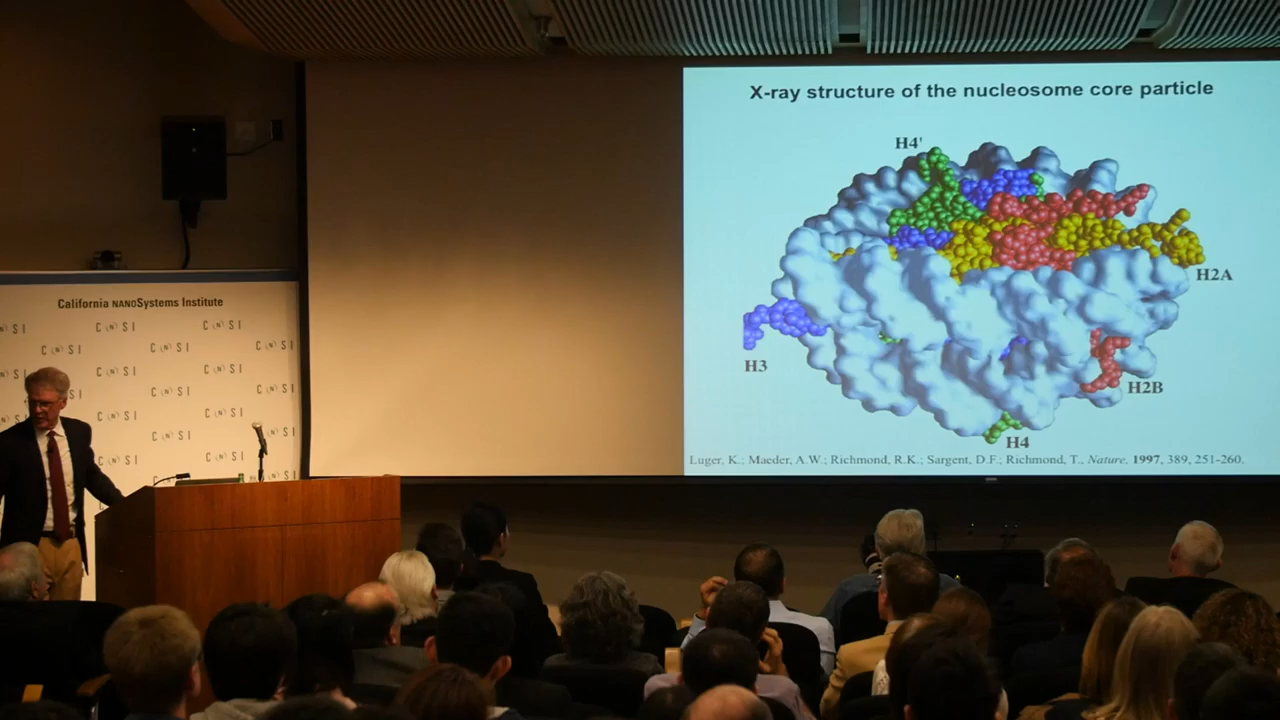 X-ray structure of the nucleosome core particle
H4'
H2A
H3
H2B
H4
Luger, K.; Maeder, A.W.; Richmond, R.K.; Sargent, D.F.; Richmond, T., Nature. 1997, 389, 251-260.
California NANOSystems Institute
C (N) S I
C (N) S I
C (N) S I
C (N) S I
C (N) S I
C (N) S I
C (N) S I
C (N) S I
C (N) S I
C (N) S I
C (N) S I
C (N) S I
C (N) S I
C (N) S I